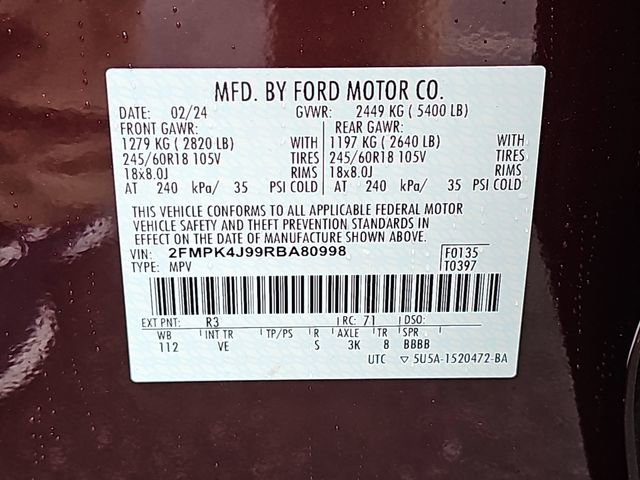 MFD. BY FORD MOTOR CO.
DATE: 02/24 GVWR: 2449 KG ( 5400 LB)
FRONT GAWR: REAR GAWR:
1279 KG ( 2820 LB) WITH 1197 KG ( 2640 LB) WITH
245/60R18 105V TIRES 245/60R18 105V TIRES
18x8.0J RIMS 18x8.0J RIMS
AT 240 kPa/ 35 PSI COLD AT 240 kPa/ 35 PSI COLD
THIS VEHICLE CONFORMS TO ALL APPLICABLE FEDERAL MOTOR
VEHICLE SAFETY AND THEFT PREVENTION STANDARDS IN
EFFECT ON THE DATE OF MANUFACTURE SHOWN ABOVE.
VIN: 2FMPK4J99RBA80998 F0135
TYPE: MPV T0397
EXT PNT: R3 RC: 71 DSO:
WB INT TR TP/PS R AXLE TR SPR
112 VE S 3K 8 BBBB
UTC ▽ 5U5A-1520472-BA